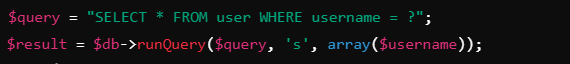 $query = "SELECT * FROM user WHERE username = ?";
$result = $db->runQuery($query, 's', array($username));